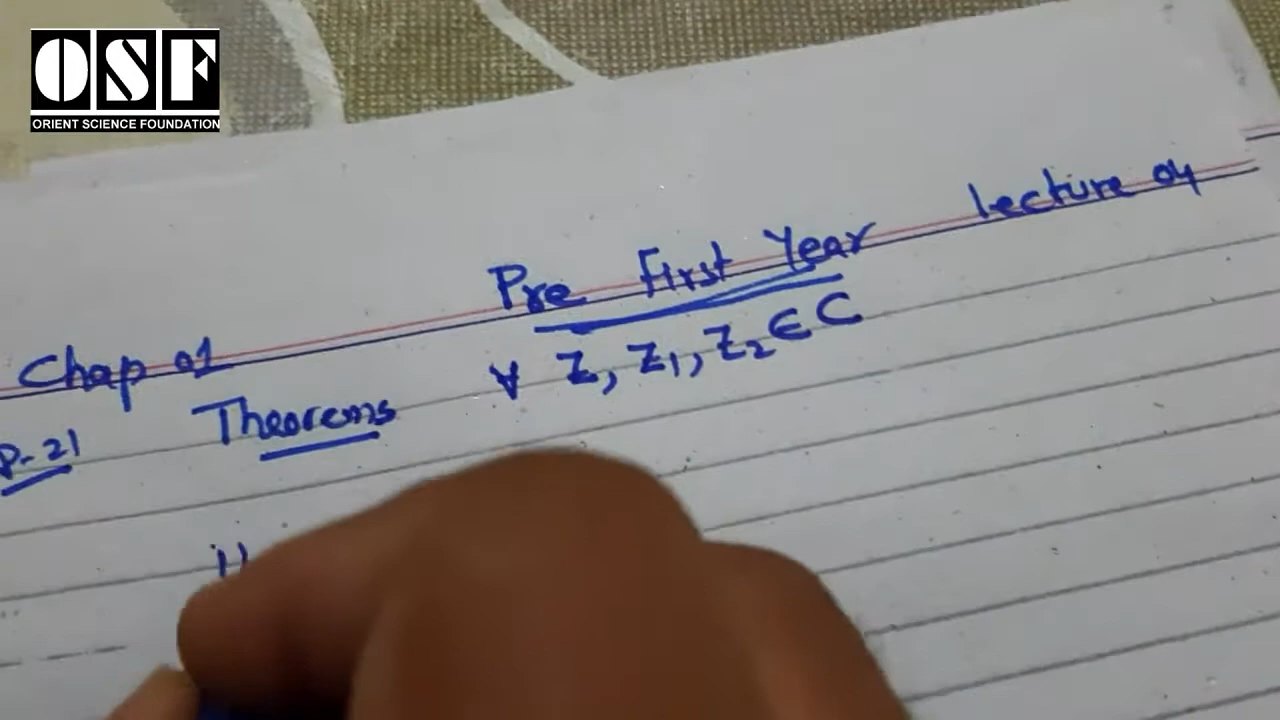 OSF
ORIENT SCIENCE FOUNDATION
lecture 04
Pre First Year
Chap 01
∀ Z, Z₁, Z₂ ∈ C
Theorems
P-21